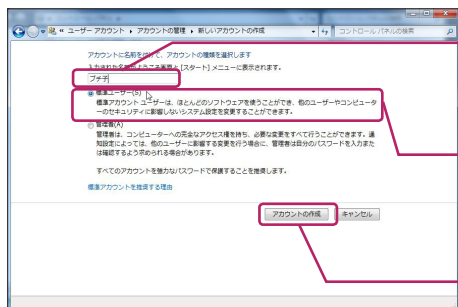 « ユーザー アカウント ▸ アカウントの管理 ▸ 新しいアカウントの作成
コントロール パネルの検索
アカウントに名前を付けて、アカウントの種類を選択します
入力された名前がようこそ画面と [スタート] メニューに表示されます。
プチ子
標準ユーザー(S)
標準アカウント ユーザーは、ほとんどのソフトウェアを使うことができ、他のユーザーやコンピュータ
ーのセキュリティに影響しないシステム設定を変更することができます。
管理者(A)
管理者は、コンピューターへの完全なアクセス権を持ち、必要な変更をすべて行うことができます。通
知設定によっては、他のユーザーに影響する変更を行う場合に、管理者は自分のパスワードを入力また
は確認するよう求められる場合があります。
すべてのアカウントを強力なパスワードで保護することを推奨します。
標準アカウントを推奨する理由
アカウントの作成
キャンセル